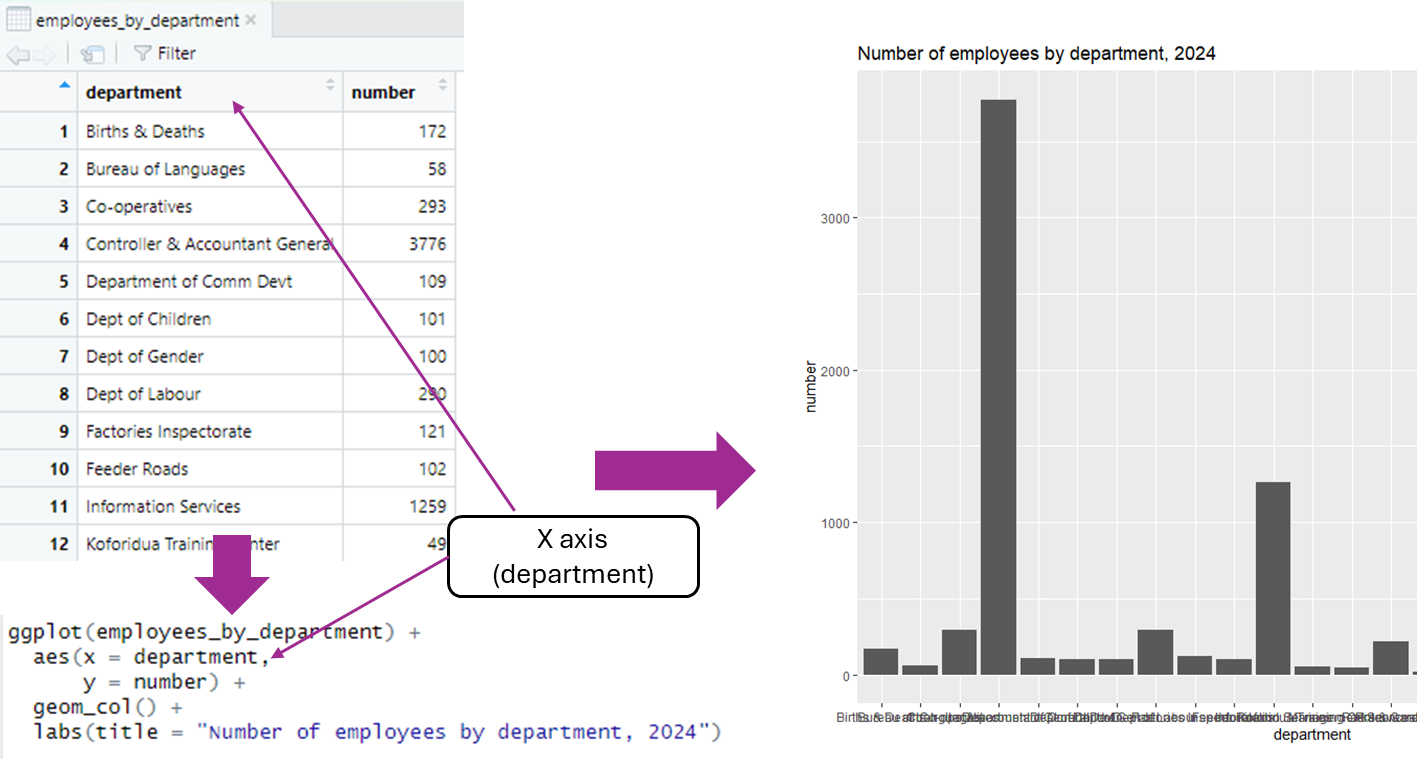 employees_by_department
Filter
department number
1 Births & Deaths 172
2 Bureau of Languages 58
3 Co-operatives 293
4 Controller & Accountant General 3776
5 Department of Comm Devt 109
6 Dept of Children 101
7 Dept of Gender 100
8 Dept of Labour 290
9 Factories Inspectorate 121
10 Feeder Roads 102
11 Information Services 1259
12 Koforidua 49
X axis
(department)
ggplot(employees_by_department) +
aes(x = department,
y = number) +
geom_col() +
labs(title = "Number of employees by department, 2024")
Number of employees by department, 2024
number
3000
2000
1000
0
department